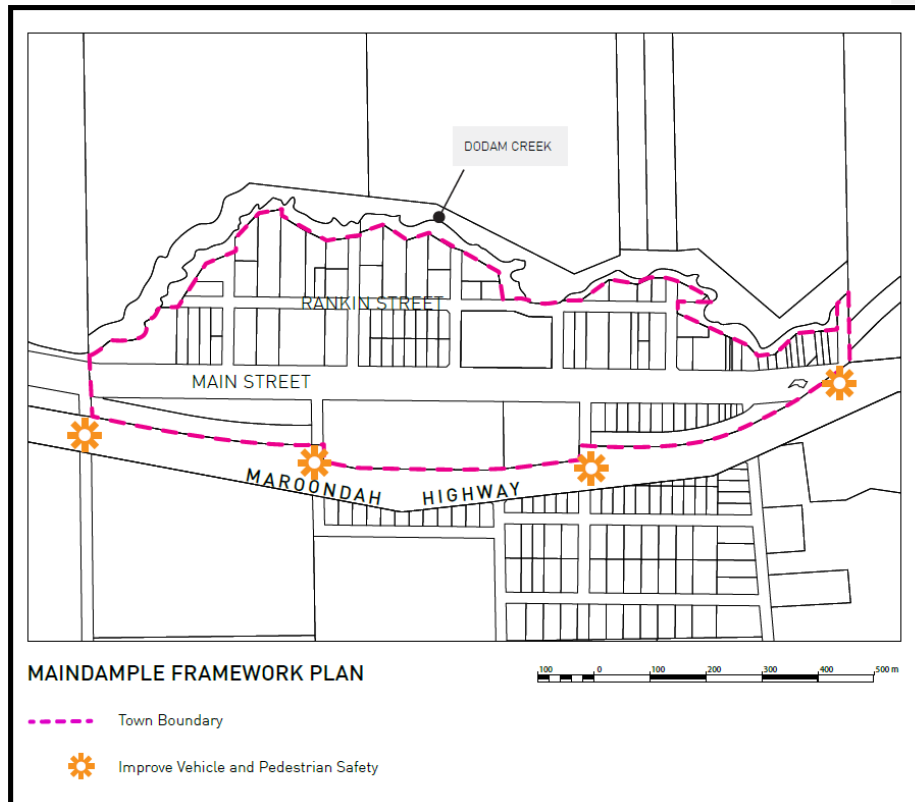 DODAM CREEK
RANKIN STREET
MAIN STREET
MAROONDAH HIGHWAY
MAINDAMPLE FRAMEWORK PLAN
100 0 100 200 300 400 500 m
Town Boundary
Improve Vehicle and Pedestrian Safety